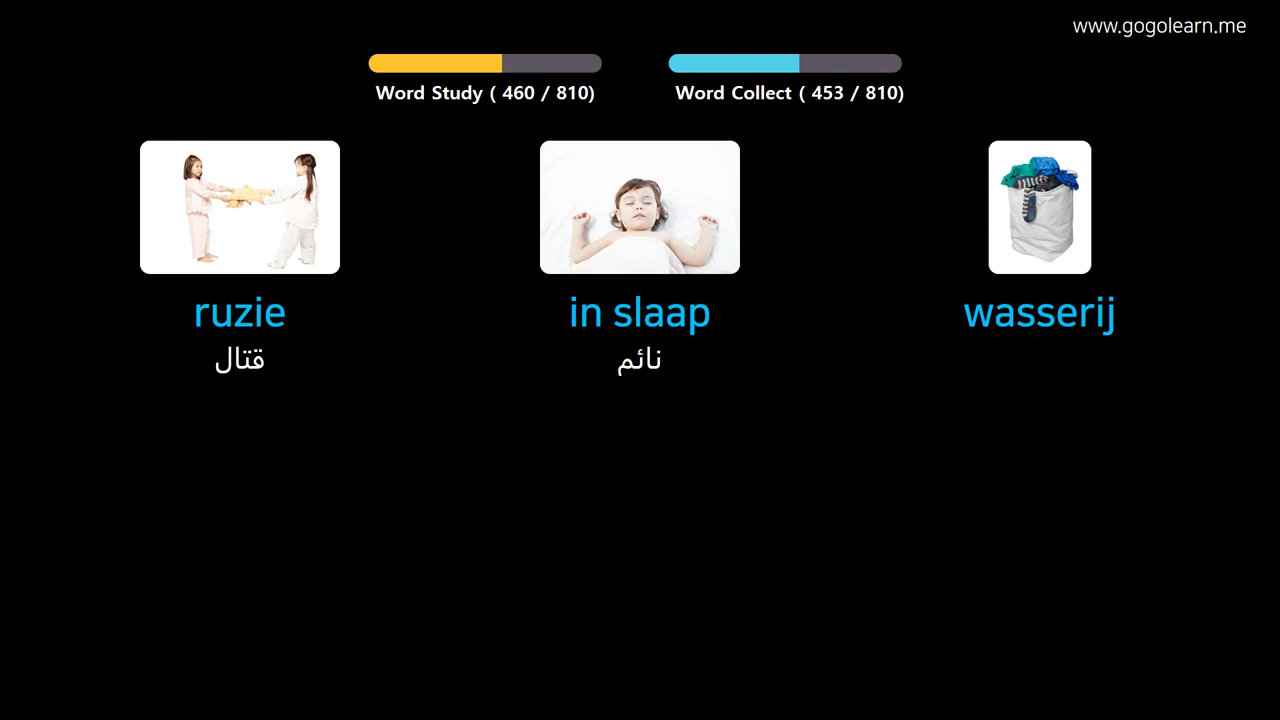 www.gogolearn.me
Word Study ( 460 / 810)
Word Collect ( 453 / 810)
ruzie
in slaap
wasserij
قتال
نائم